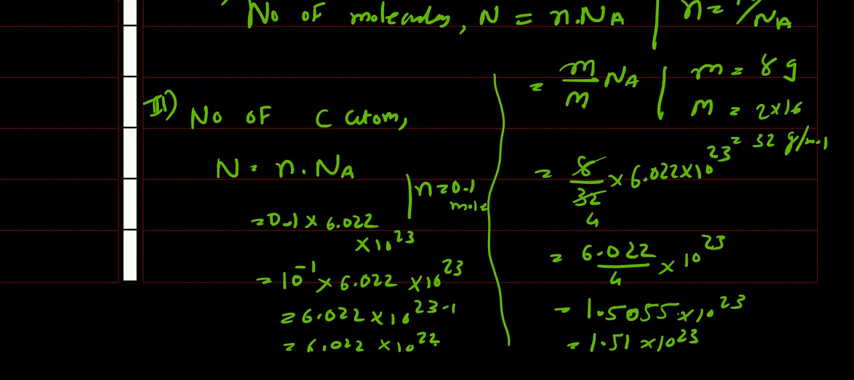 No of molecules, N = n.NA
II) No of C atom,
N = n.NA | n=0.1 mole
= 0.1 × 6.022 × 10^23
= 10^-1 × 6.022 × 10^23
= 6.022 × 10^23-1
= 6.022 × 10^22
= m/m NA | m = 8 g
m = 2×16
= 32 g/mol
= 8/32 × 6.022×10^23
4
= 6.022/4 × 10^23
= 1.5055×10^23
= 1.51 ×10^23